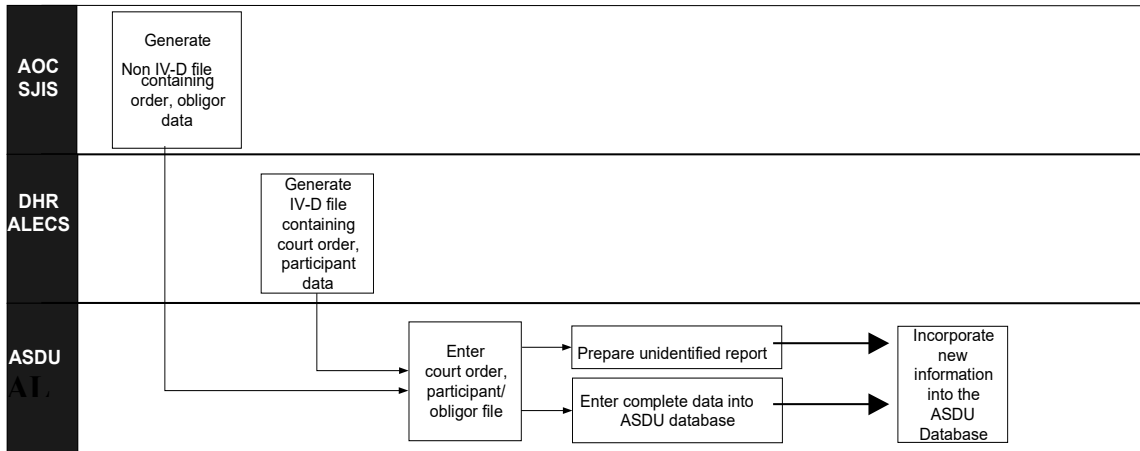 AOC
SJIS
Generate
Non IV-D file
containing
order, obligor
data
DHR
ALECS
Generate
IV-D file
containing
court order,
participant
data
ASDU
Enter
court order,
participant/
obligor file
Prepare unidentified report
Enter complete data into
ASDU database
Incorporate
new
information
into the
ASDU
Database